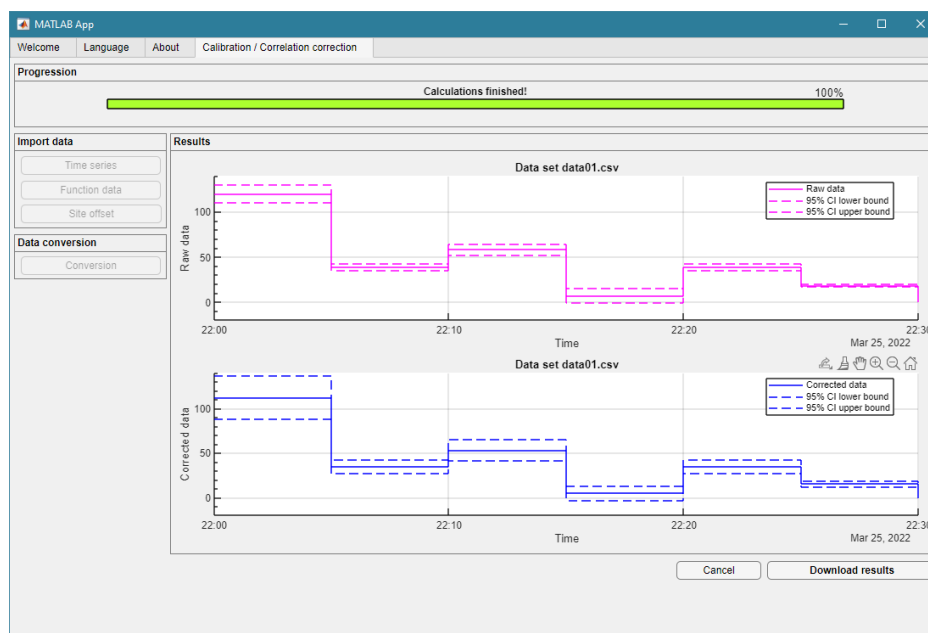 MATLAB App
Welcome Language About Calibration / Correlation correction
Progression
Calculations finished!
100%
Import data
Time series
Function data
Site offset
Data conversion
Conversion
Results
Data set data01.csv
Raw data
95% CI lower bound
95% CI upper bound
Raw data
100
50
0
22:00 22:10 22:20 22:30
Time
Mar 25, 2022
Data set data01.csv
Corrected data
95% CI lower bound
95% CI upper bound
Corrected data
100
50
0
22:00 22:10 22:20 22:30
Time
Mar 25, 2022
Cancel Download results